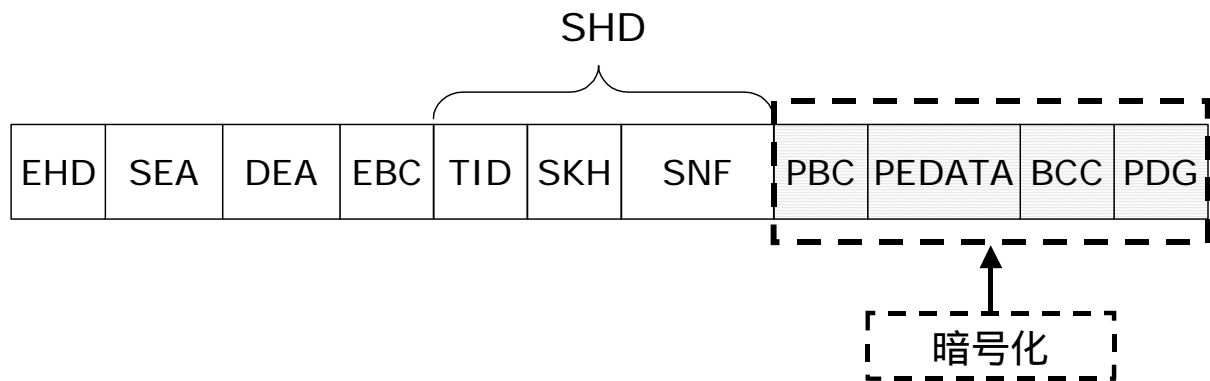 SHD
EHD SEA DEA EBC TID SKH SNF PBC PEDATA BCC PDG
暗号化